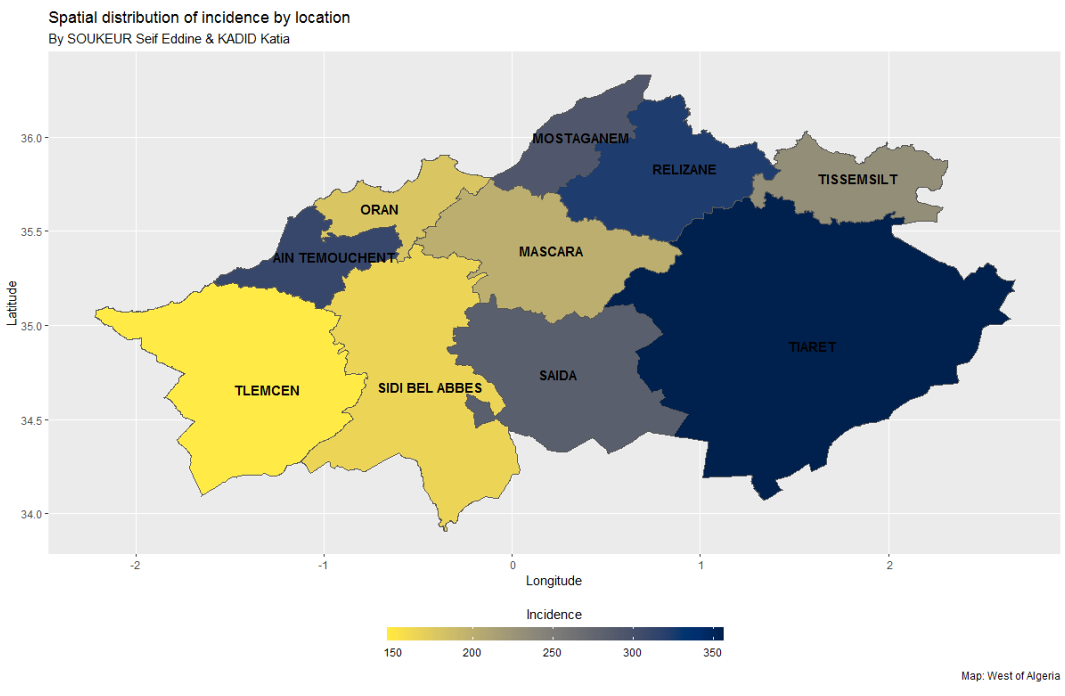 Spatial distribution of incidence by location
By SOUKEUR Seif Eddine & KADID Katia
36.0
35.5
35.0
34.5
34.0
Latitude
MOSTAGANEM
RELIZANE
TISSEMSILT
ORAN
MASCARA
AIN TEMOUCHENT
TIARET
SAIDA
SIDI BEL ABBES
TLEMCEN
-2 -1 0 1 2
Longitude
Incidence
150 200 250 300 350
Map: West of Algeria